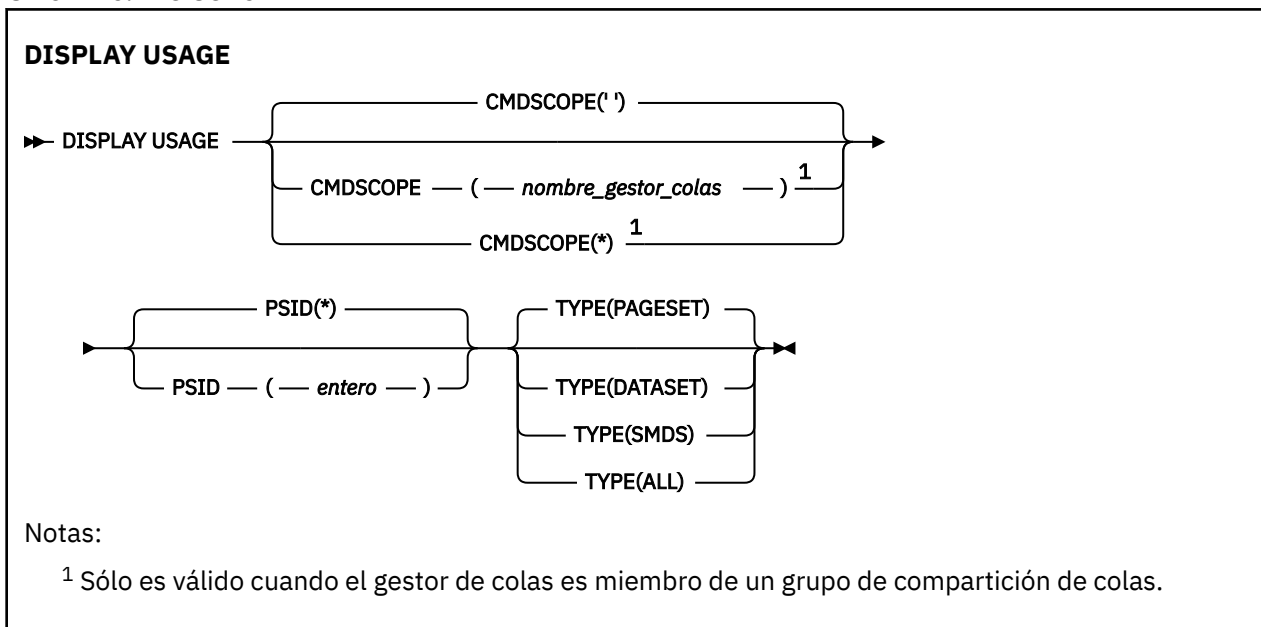 DISPLAY USAGE
CMDSCOPE(' ')
DISPLAY USAGE
CMDSCOPE ( nombre_gestor_colas ) 1
CMDSCOPE(*) 1
PSID(*) TYPE(PAGESET)
PSID ( entero ) TYPE(DATASET)
TYPE(SMDS)
TYPE(ALL)
Notas:
1 Sólo es válido cuando el gestor de colas es miembro de un grupo de compartición de colas.